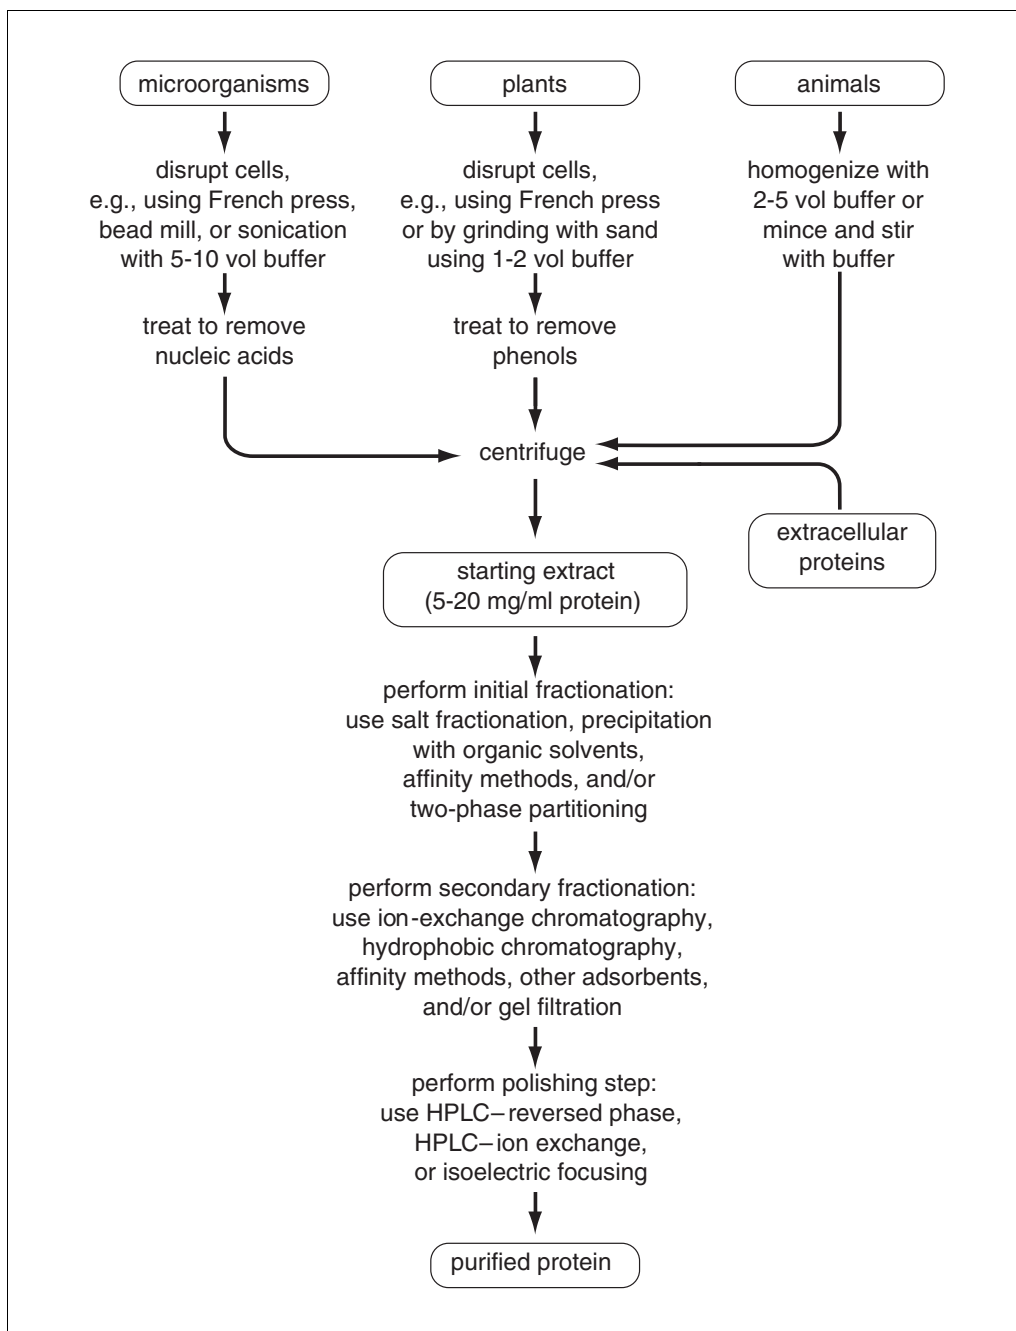 microorganisms
disrupt cells,
e.g., using French press,
bead mill, or sonication
with 5-10 vol buffer
treat to remove
nucleic acids
plants
disrupt cells,
e.g., using French press
or by grinding with sand
using 1-2 vol buffer
treat to remove
phenols
animals
homogenize with
2-5 vol buffer or
mince and stir
with buffer
centrifuge
extracellular
proteins
starting extract
(5-20 mg/ml protein)
perform initial fractionation:
use salt fractionation, precipitation
with organic solvents,
affinity methods, and/or
two-phase partitioning
perform secondary fractionation:
use ion-exchange chromatography,
hydrophobic chromatography,
affinity methods, other adsorbents,
and/or gel filtration
perform polishing step:
use HPLC–reversed phase,
HPLC–ion exchange,
or isoelectric focusing
purified protein